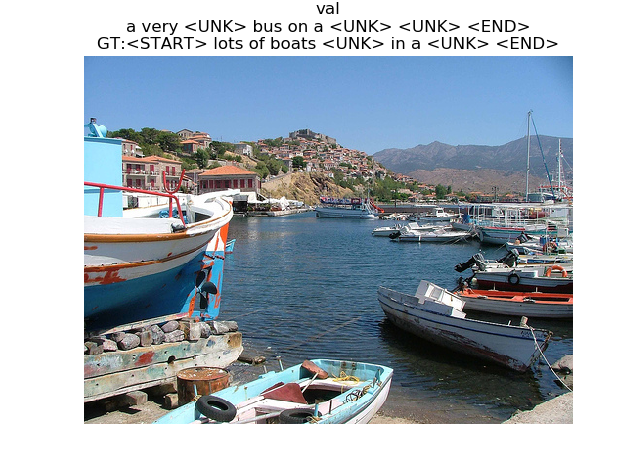 val
a very <UNK> bus on a <UNK> <UNK> <END>
GT:<START> lots of boats <UNK> in a <UNK> <END>